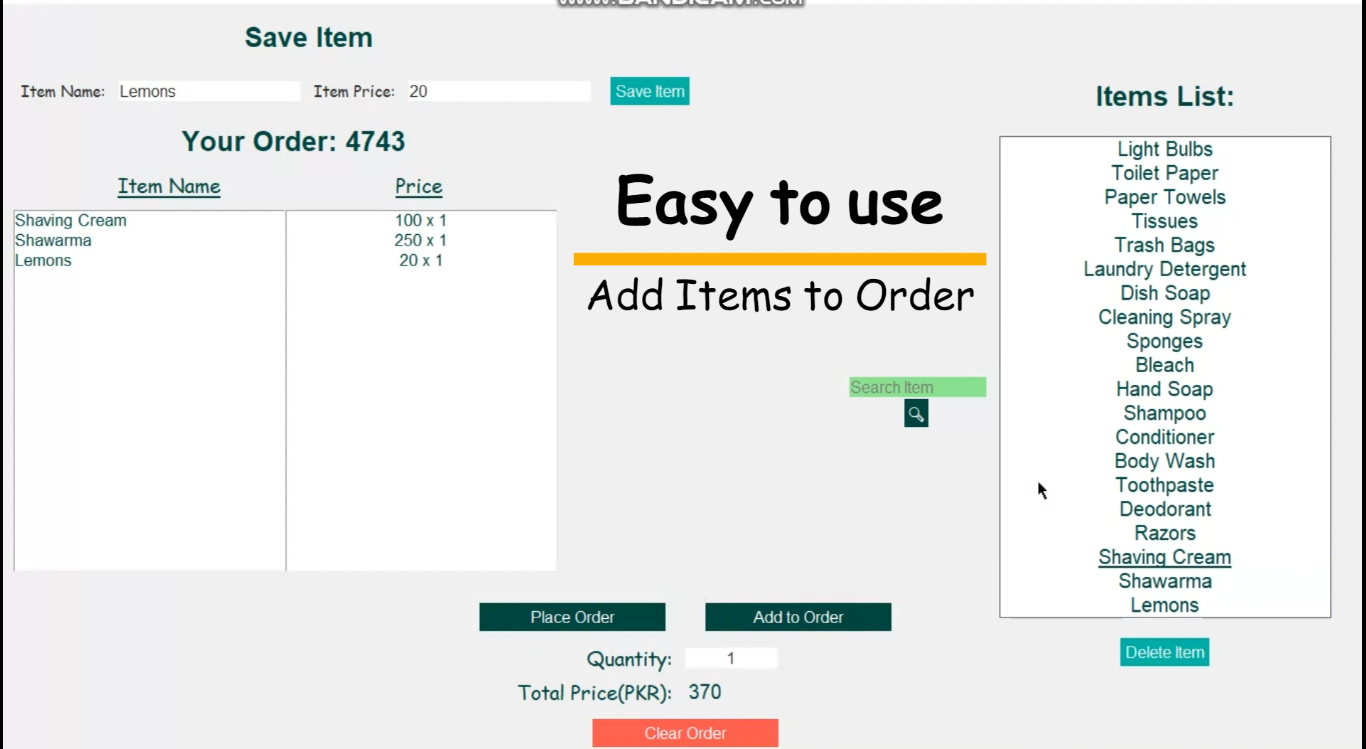 www.BANDICAM.com
Save Item
Item Name: Lemons Item Price: 20 Save Item
Your Order: 4743
Item Name Price
Shaving Cream 100 x 1
Shawarma 250 x 1
Lemons 20 x 1
Easy to use
Add Items to Order
Search Item
Items List:
Light Bulbs
Toilet Paper
Paper Towels
Tissues
Trash Bags
Laundry Detergent
Dish Soap
Cleaning Spray
Sponges
Bleach
Hand Soap
Shampoo
Conditioner
Body Wash
Toothpaste
Deodorant
Razors
Shaving Cream
Shawarma
Lemons
Delete Item
Place Order Add to Order
Quantity: 1
Total Price(PKR): 370
Clear Order